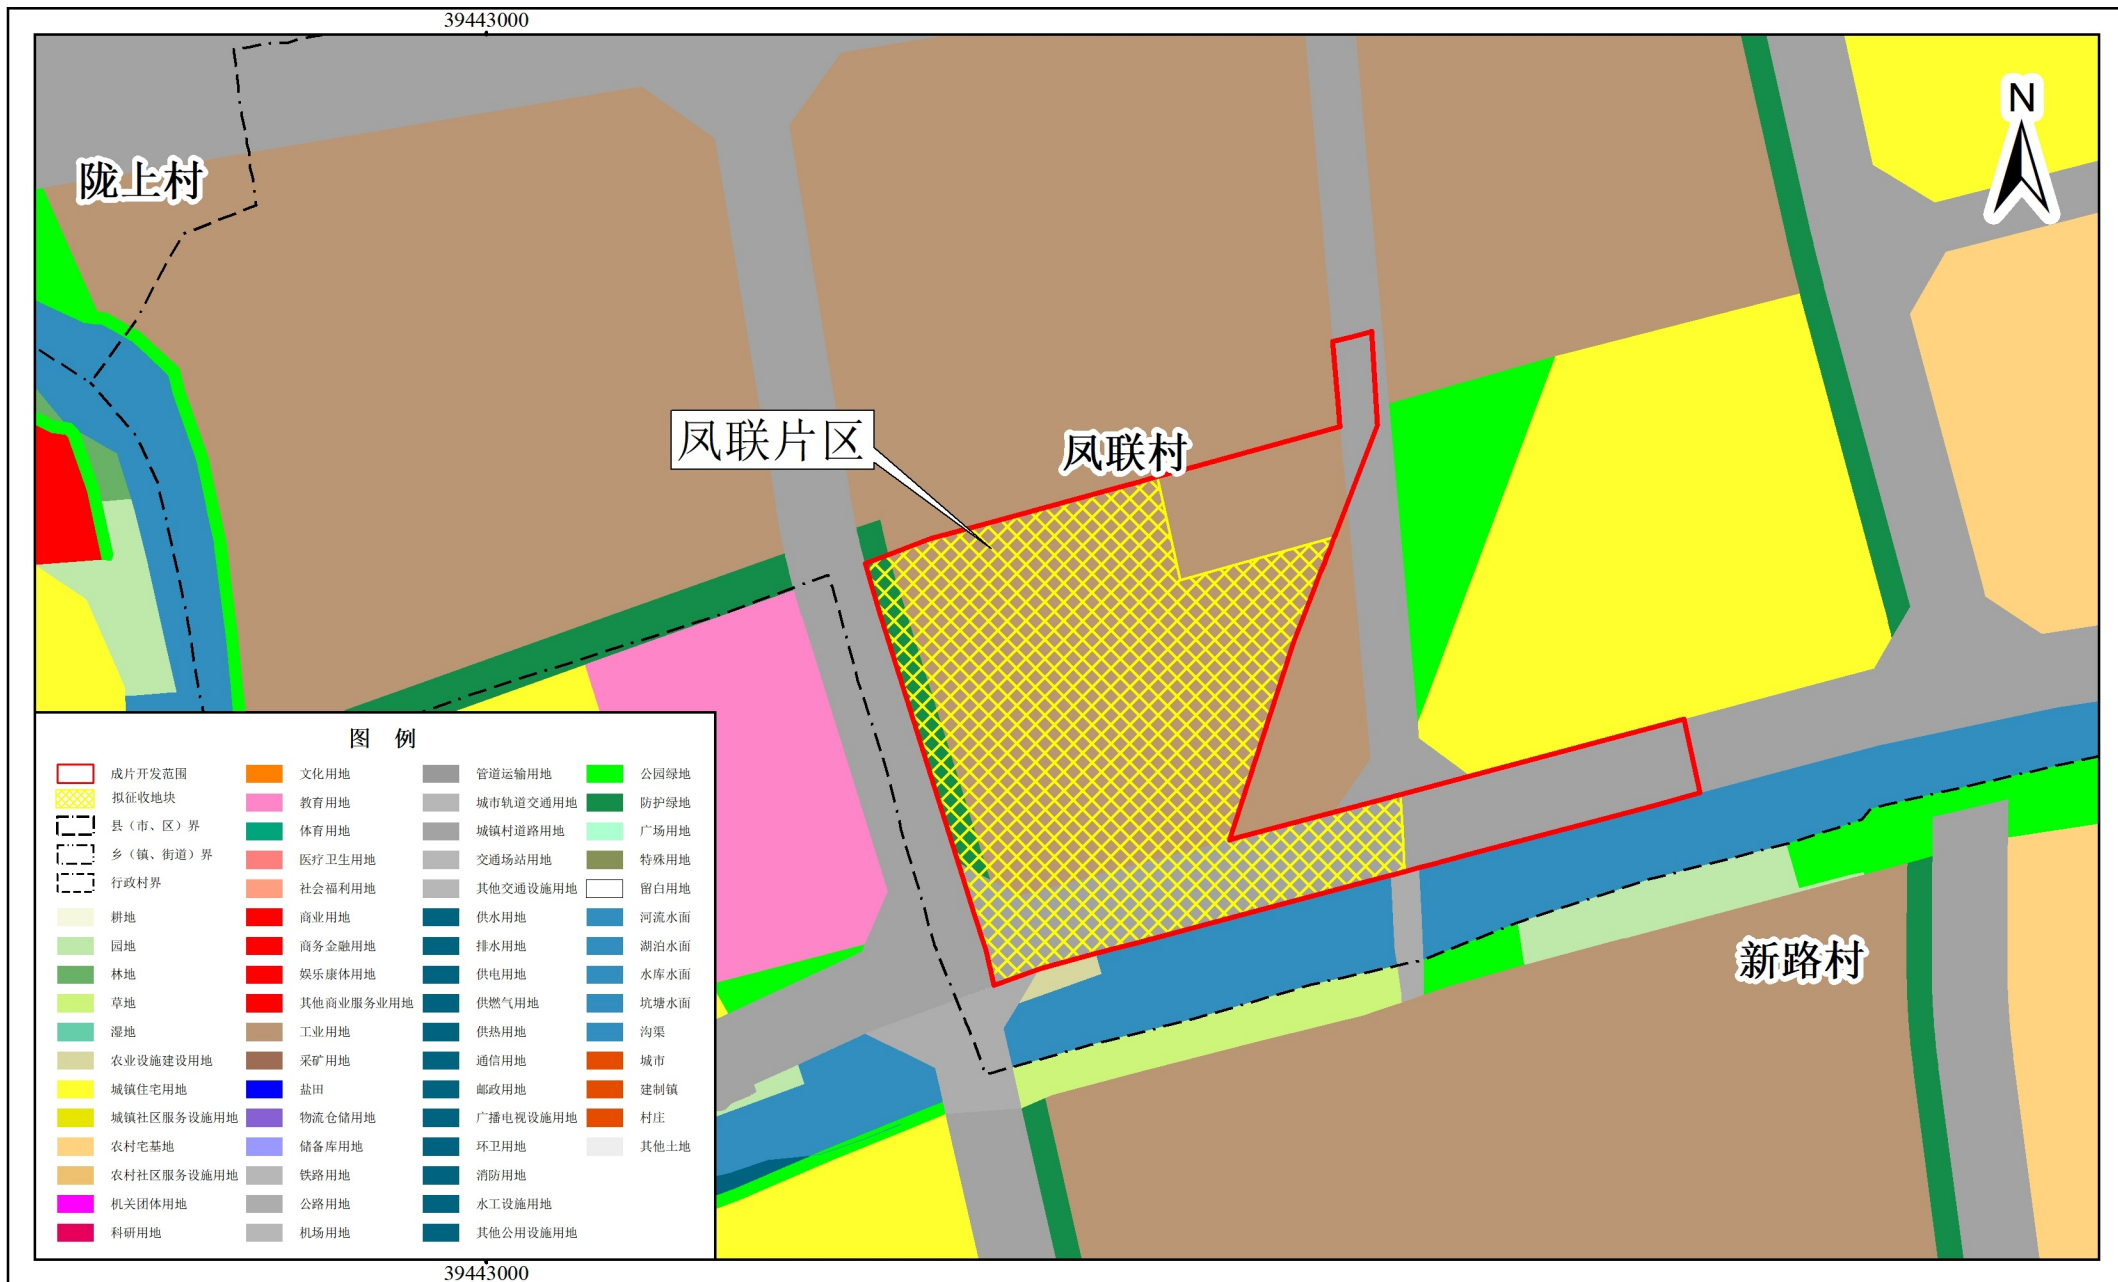 39443000
N
陇上村
凤联片区
凤联村
新路村
图 例
成片开发范围
拟征收地块
县（市、区）界
乡（镇、街道）界
行政村界
耕地
园地
林地
草地
湿地
农业设施建设用地
城镇住宅用地
城镇社区服务设施用地
农村宅基地
农村社区服务设施用地
机关团体用地
科研用地
文化用地
教育用地
体育用地
医疗卫生用地
社会福利用地
商业用地
商务金融用地
娱乐康体用地
其他商业服务业用地
工业用地
采矿用地
盐田
物流仓储用地
储备库用地
铁路用地
公路用地
机场用地
管道运输用地
城市轨道交通用地
城镇村道路用地
交通场站用地
其他交通设施用地
供水用地
排水用地
供电用地
供燃气用地
供热用地
通信用地
邮政用地
广播电视设施用地
环卫用地
消防用地
水工设施用地
其他公用设施用地
公园绿地
防护绿地
广场用地
特殊用地
留白用地
河流水面
湖泊水面
水库水面
坑塘水面
沟渠
城市
建制镇
村庄
其他土地
39443000